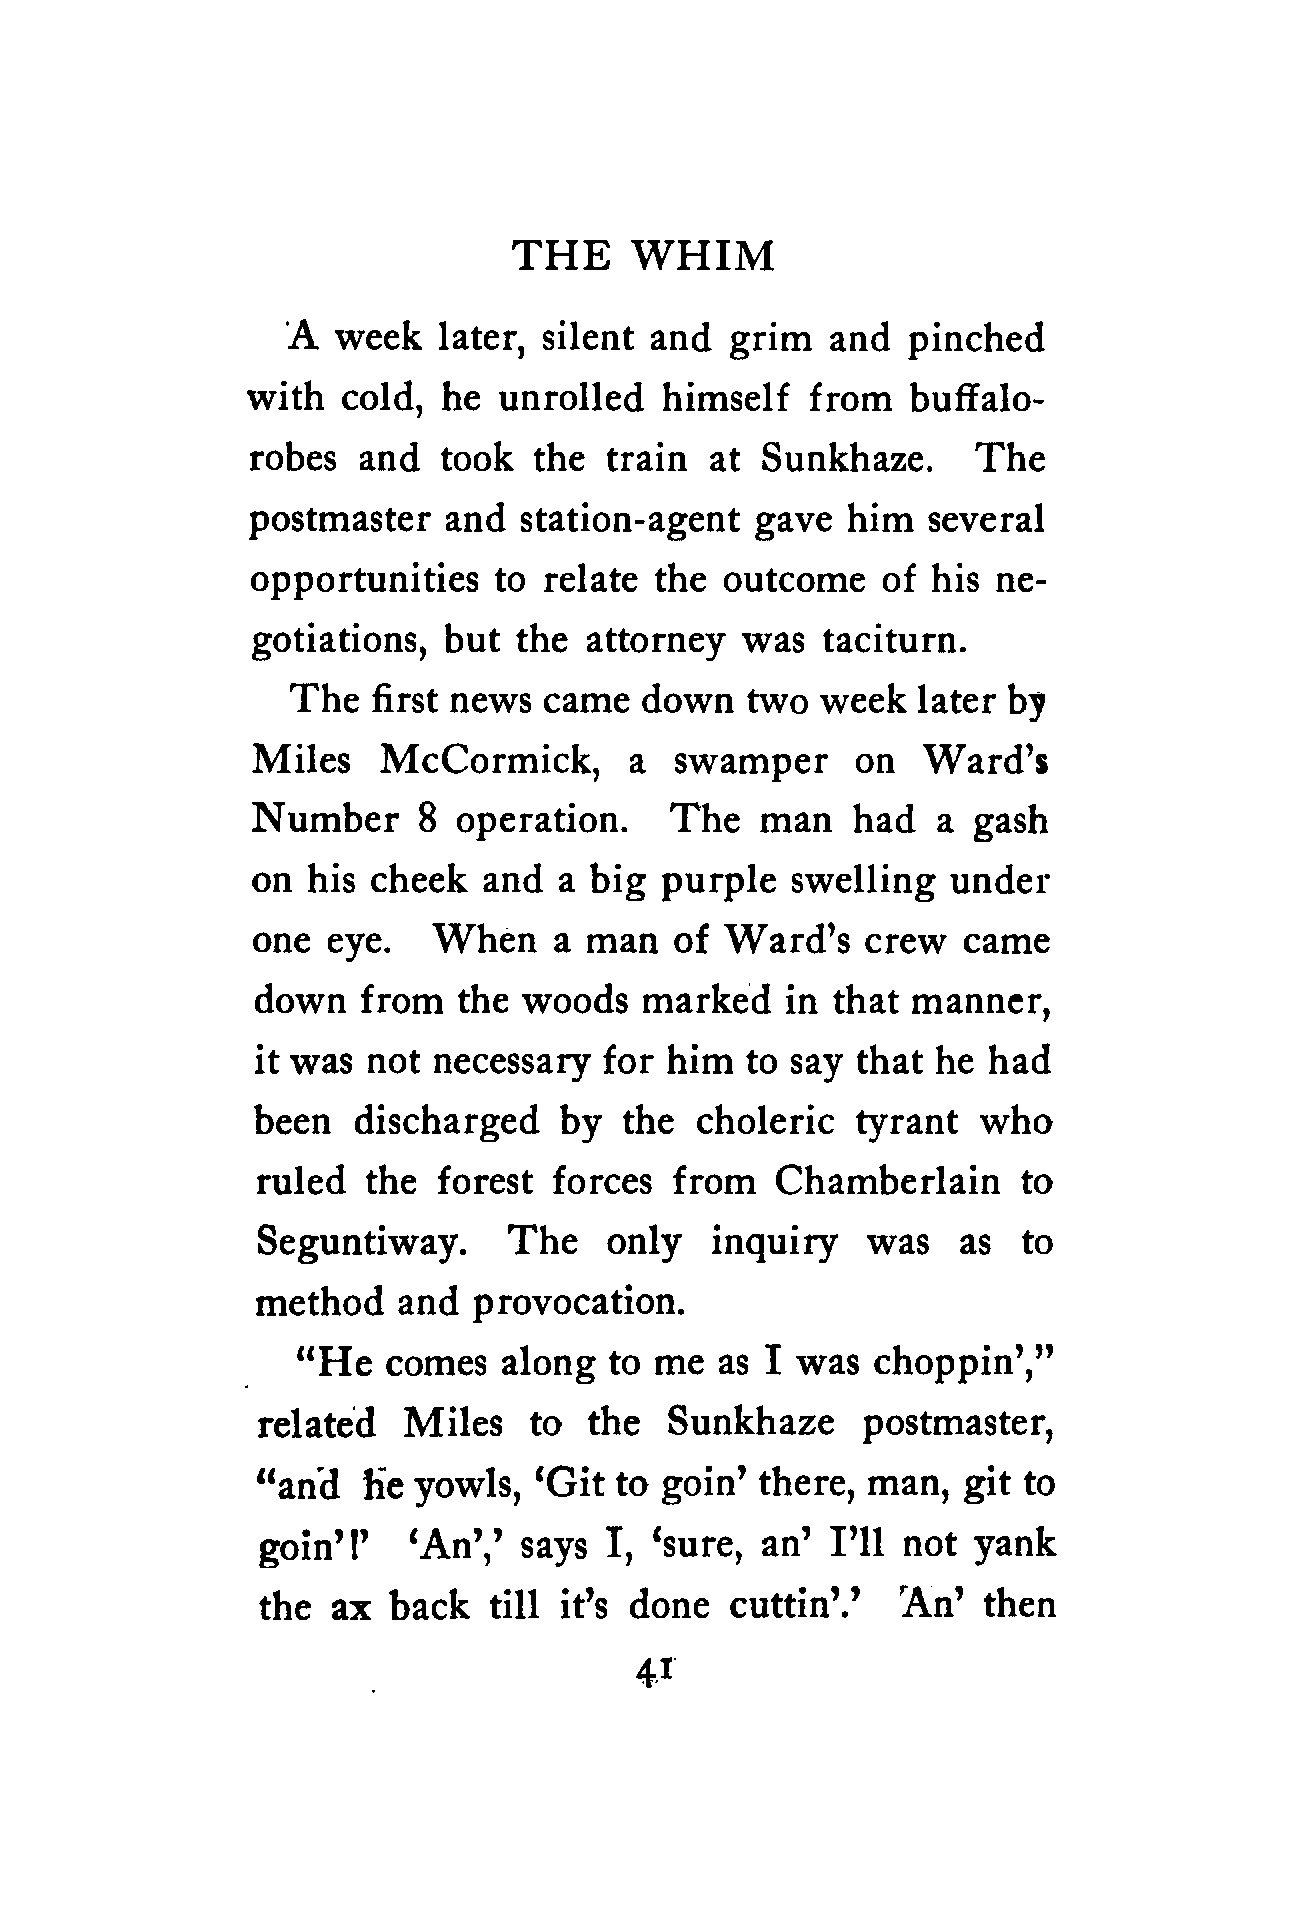 THE WHIM
A week later, silent and grim and pinched
with cold, he unrolled himself from buffalo-
robes and took the train at Sunkhaze. The
postmaster and station-agent gave him several
opportunities to relate the outcome of his ne-
gotiations, but the attorney was taciturn.
The first news came down two week later by
Miles McCormick, a swamper on Ward's
Number 8 operation. The man had a gash
on his cheek and a big purple swelling under
one eye. When a man of Ward's crew came
down from the woods marked in that manner,
it was not necessary for him to say that he had
been discharged by the choleric tyrant who
ruled the forest forces from Chamberlain to
Seguntiway. The only inquiry was as to
method and provocation.
“He comes along to me as I was choppin’,”
related Miles to the Sunkhaze postmaster,
“and he yowls, ‘Git to goin’ there, man, git to
goin’!’ ‘An’,’ says I, ‘sure, an’ I’ll not yank
the ax back till it’s done cuttin’.’ ’An’ then
41